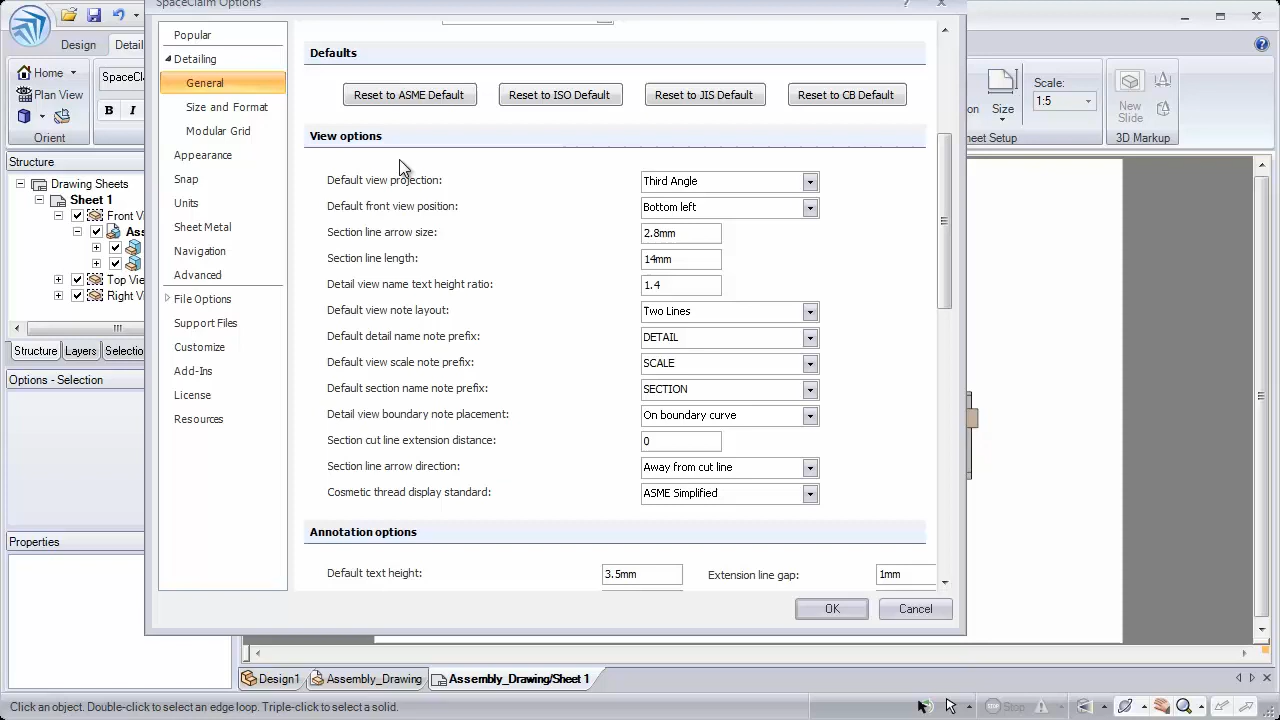 SpaceClaim Options
Design
Detail
Home
Plan View
Orient
SpaceCl
B
I
Popular
Detailing
General
Size and Format
Modular Grid
Appearance
Snap
Units
Sheet Metal
Navigation
Advanced
File Options
Support Files
Customize
Add-Ins
License
Resources
Defaults
Reset to ASME Default
Reset to ISO Default
Reset to JIS Default
Reset to CB Default
View options
Default view projection: Third Angle
Default front view position: Bottom left
Section line arrow size: 2.8mm
Section line length: 14mm
Detail view name text height ratio: 1.4
Default view note layout: Two Lines
Default detail name note prefix: DETAIL
Default view scale note prefix: SCALE
Default section name note prefix: SECTION
Detail view boundary note placement: On boundary curve
Section cut line extension distance: 0
Section line arrow direction: Away from cut line
Cosmetic thread display standard: ASME Simplified
Annotation options
Default text height: 3.5mm Extension line gap: 1mm
OK
Cancel
Size
Scale:
1:5
eet Setup
New
Slide
3D Markup
Structure
Drawing Sheets
Sheet 1
Front Vi
Ass
Top Vie
Right V
Structure
Layers
Selectio
Options - Selection
Properties
Design1
Assembly_Drawing
Assembly_Drawing/Sheet 1
Click an object. Double-click to select an edge loop. Triple-click to select a solid.
Stop